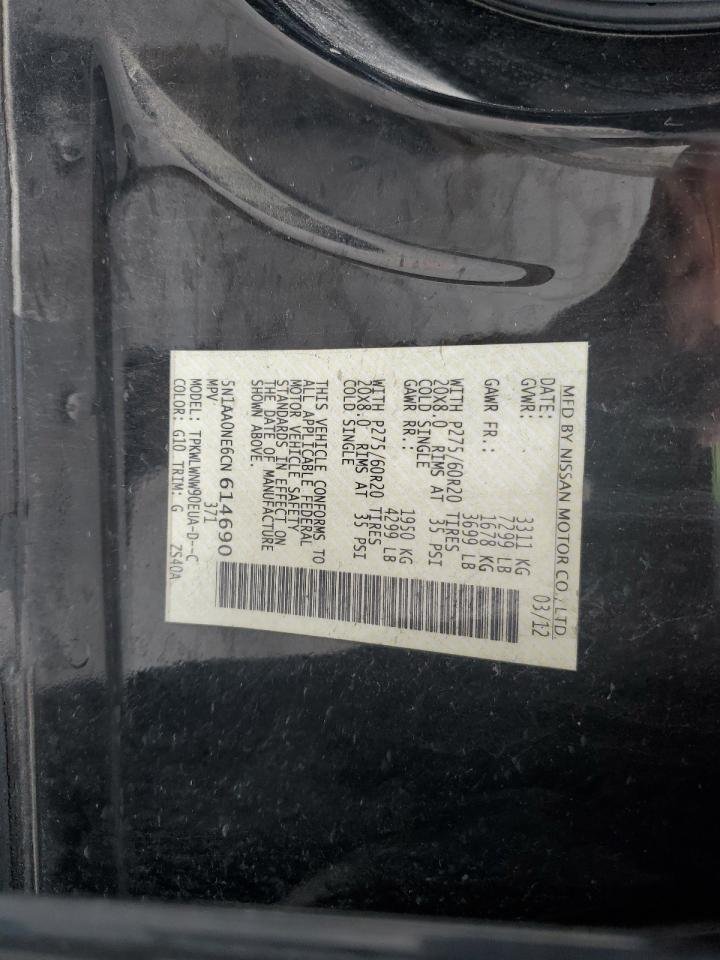 MFD BY NISSAN MOTOR CO., LTD.
DATE: 03/12
GVWR: 3311 KG
7299 LB
GAWR FR.: 1678 KG
3699 LB
WITH P275/60R20 TIRES
20X8.0 RIMS AT 35 PSI
COLD SINGLE
GAWR RR.: 1950 KG
4299 LB
WITH P275/60R20 TIRES
20X8.0 RIMS AT 35 PSI
COLD SINGLE
THIS VEHICLE CONFORMS TO
ALL APPLICABLE FEDERAL
MOTOR VEHICLE SAFETY
STANDARDS IN EFFECT ON
THE DATE OF MANUFACTURE
SHOWN ABOVE.
5N1AA0NE6CN614690
MPV 371
MODEL: TPKWLWNW90EUA-D--C
COLOR: G10 TRIM: G ZS40A